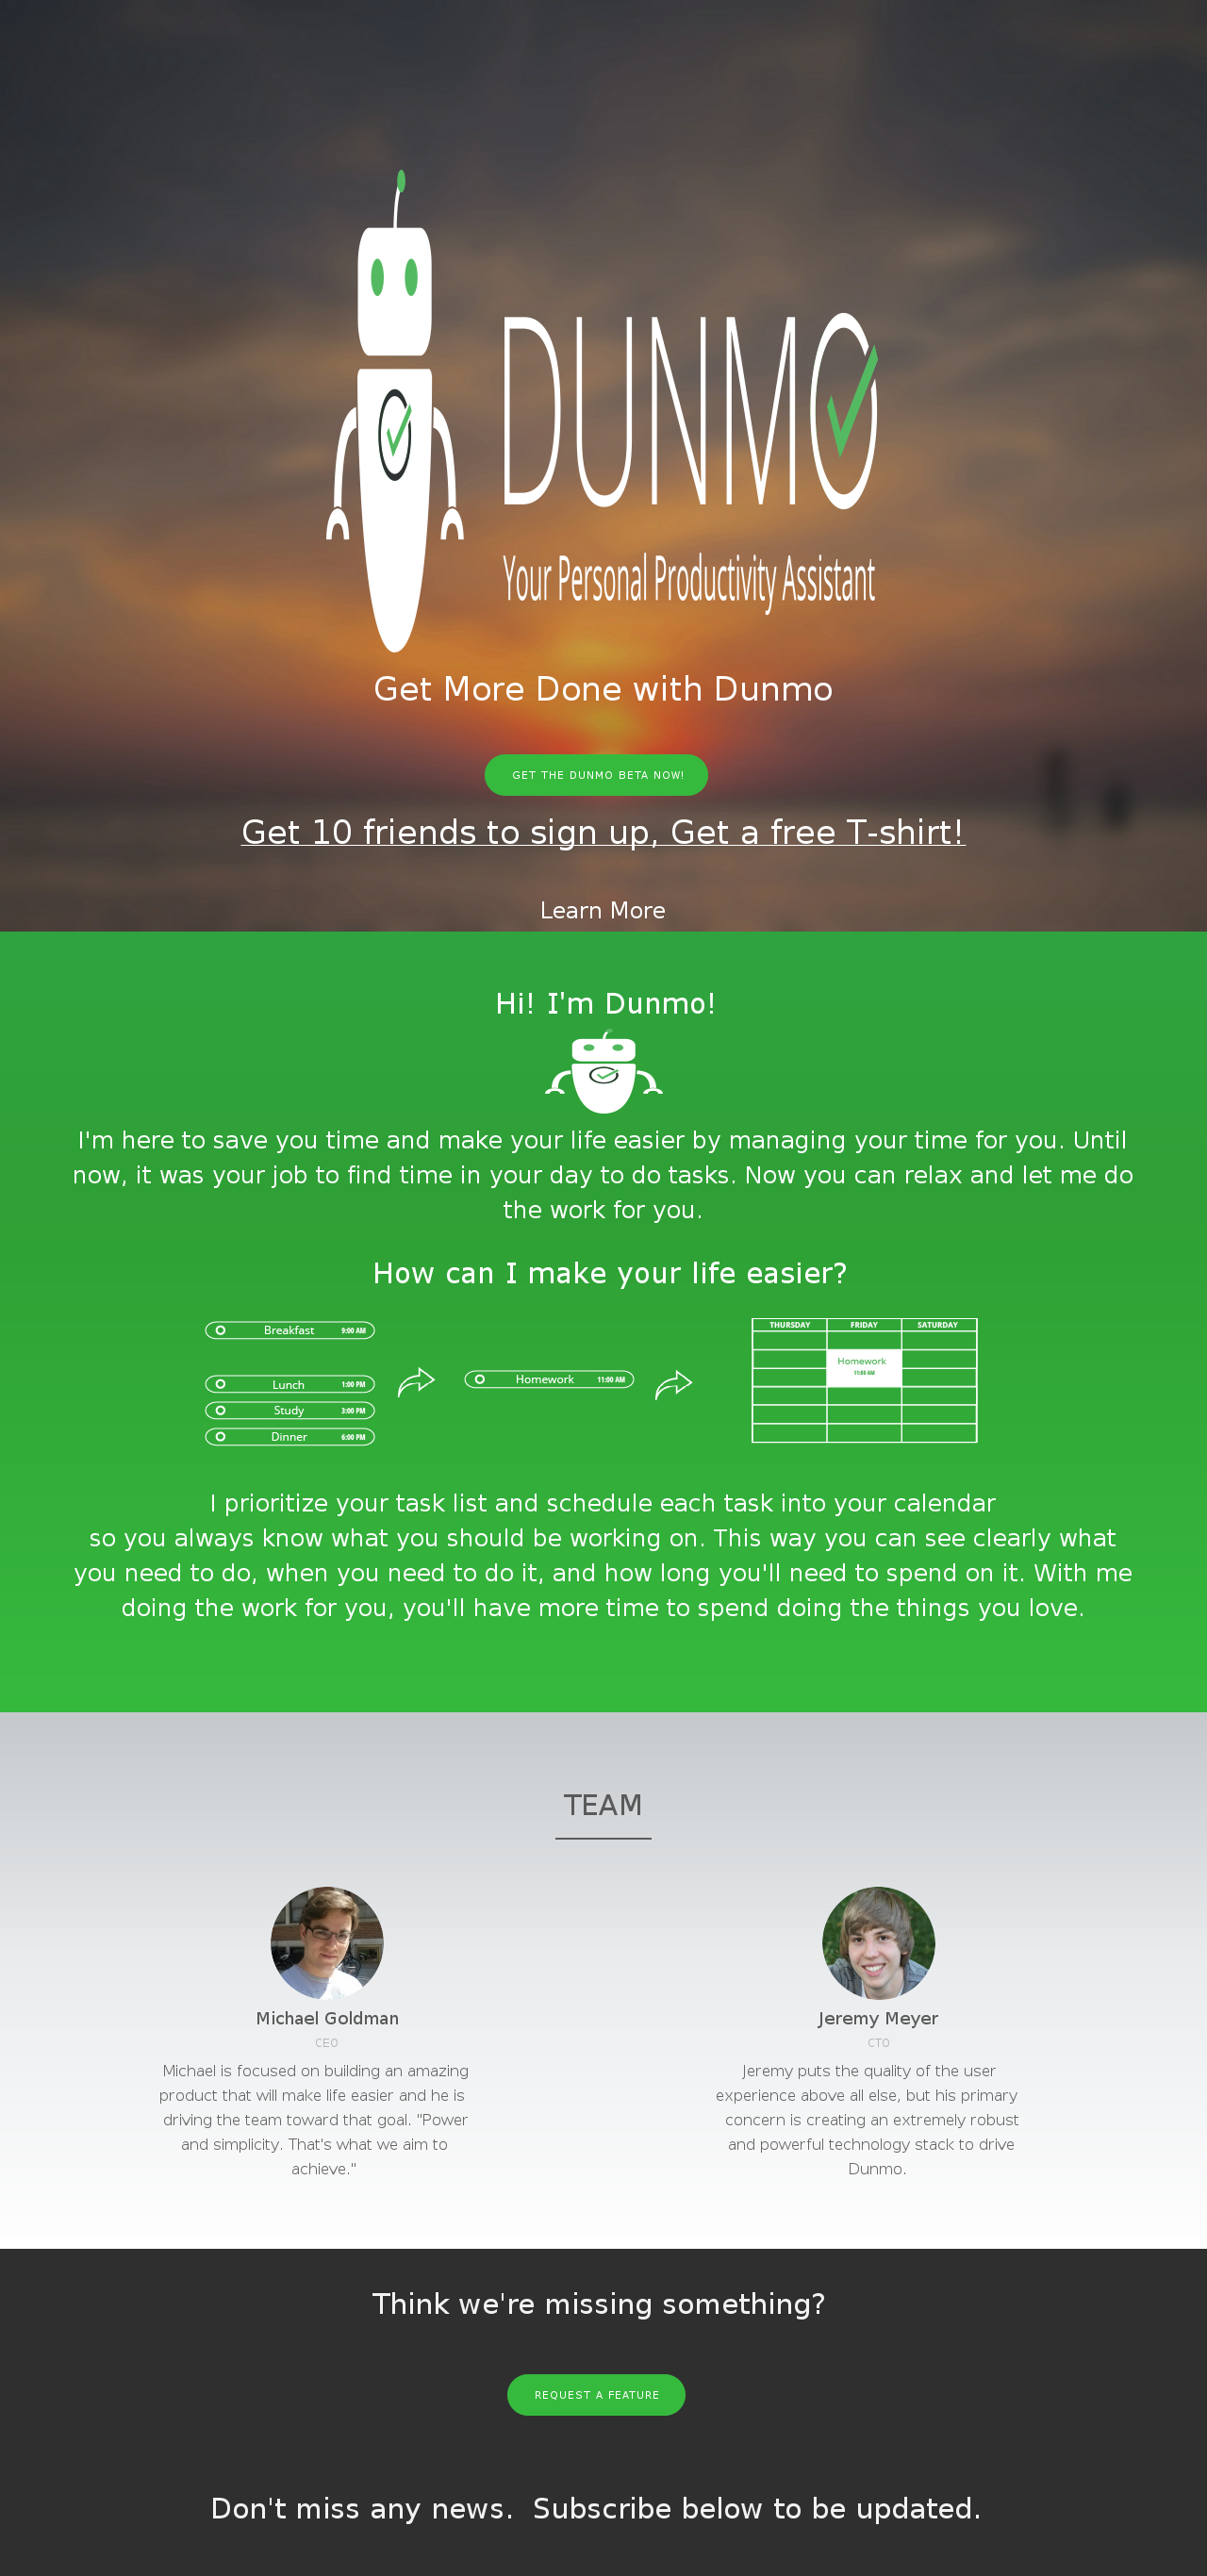 DUNMO
Your Personal Productivity Assistant
Get More Done with Dunmo
GET THE DUNMO BETA NOW!
Get 10 friends to sign up, Get a free T-shirt!
Learn More
Hi! I'm Dunmo!
I'm here to save you time and make your life easier by managing your time for you. Until
now, it was your job to find time in your day to do tasks. Now you can relax and let me do
the work for you.
How can I make your life easier?
Breakfast 9:00 AM
Lunch 1:00 PM
Study 3:00 PM
Dinner 6:00 PM
Homework 11:00 AM
THURSDAY FRIDAY SATURDAY
Homework
11:00 AM
I prioritize your task list and schedule each task into your calendar
so you always know what you should be working on. This way you can see clearly what
you need to do, when you need to do it, and how long you'll need to spend on it. With me
doing the work for you, you'll have more time to spend doing the things you love.
TEAM
Michael Goldman
CEO
Michael is focused on building an amazing
product that will make life easier and he is
driving the team toward that goal. "Power
and simplicity. That's what we aim to
achieve."
Jeremy Meyer
CTO
Jeremy puts the quality of the user
experience above all else, but his primary
concern is creating an extremely robust
and powerful technology stack to drive
Dunmo.
Think we're missing something?
REQUEST A FEATURE
Don't miss any news. Subscribe below to be updated.